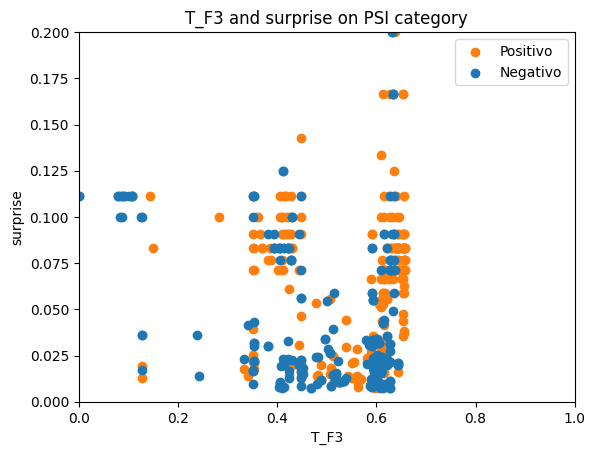 T_F3 and surprise on PSI category
0.200
0.175
0.150
0.125
0.100
0.075
0.050
0.025
0.000
surprise
Positivo
Negativo
0.0 0.2 0.4 0.6 0.8 1.0
T_F3